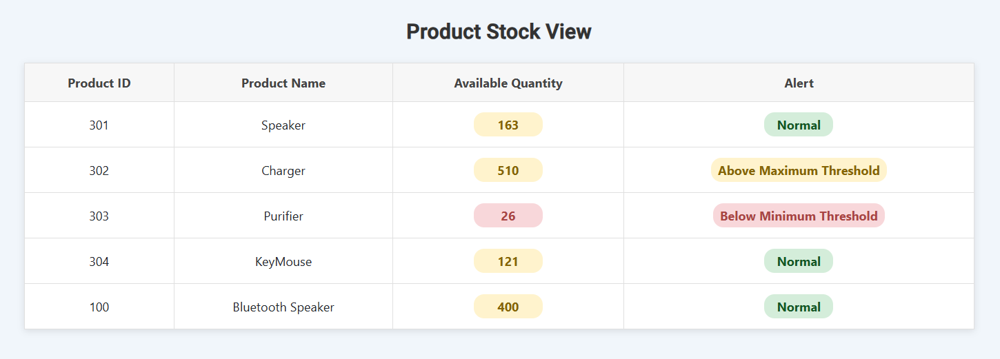 Product Stock View
Product ID Product Name Available Quantity Alert
301 Speaker 163 Normal
302 Charger 510 Above Maximum Threshold
303 Purifier 26 Below Minimum Threshold
304 KeyMouse 121 Normal
100 Bluetooth Speaker 400 Normal